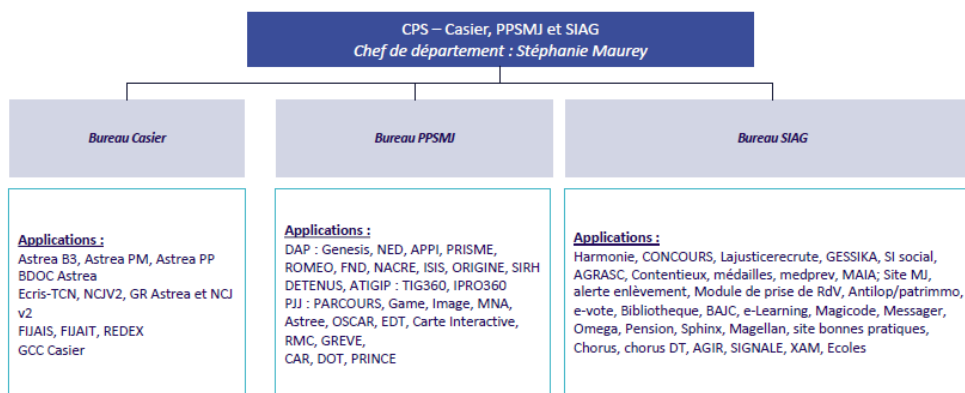 CPS – Casier, PPSMJ et SIAG
Chef de département : Stéphanie Maurey
Bureau Casier
Bureau PPSMJ
Bureau SIAG
Applications :
Astrea B3, Astrea PM, Astrea PP
BDOC Astrea
Ecris-TCN, NCJV2, GR Astrea et NCJ
v2
FIJAIS, FIJAIT, REDEX
GCC Casier
Applications :
DAP : Genesis, NED, APPI, PRISME,
ROMEO, FND, NACRE, ISIS, ORIGINE, SIRH
DETENUS, ATIGIP : TIG360, IPRO360
PJJ : PARCOURS, Game, Image, MNA,
Astree, OSCAR, EDT, Carte Interactive,
RMC, GREVE,
CAR, DOT, PRINCE
Applications :
Harmonie, CONCOURS, Lajusticerecrute, GESSIKA, SI social,
AGRASC, Contentieux, médailles, medprev, MAIA; Site MJ,
alerte enlèvement, Module de prise de RdV, Antilop/patrimmo,
e-vote, Bibliotheque, BAJC, e-Learning, Magicode, Messager,
Omega, Pension, Sphinx, Magellan, site bonnes pratiques,
Chorus, chorus DT, AGIR, SIGNALE, XAM, Ecoles